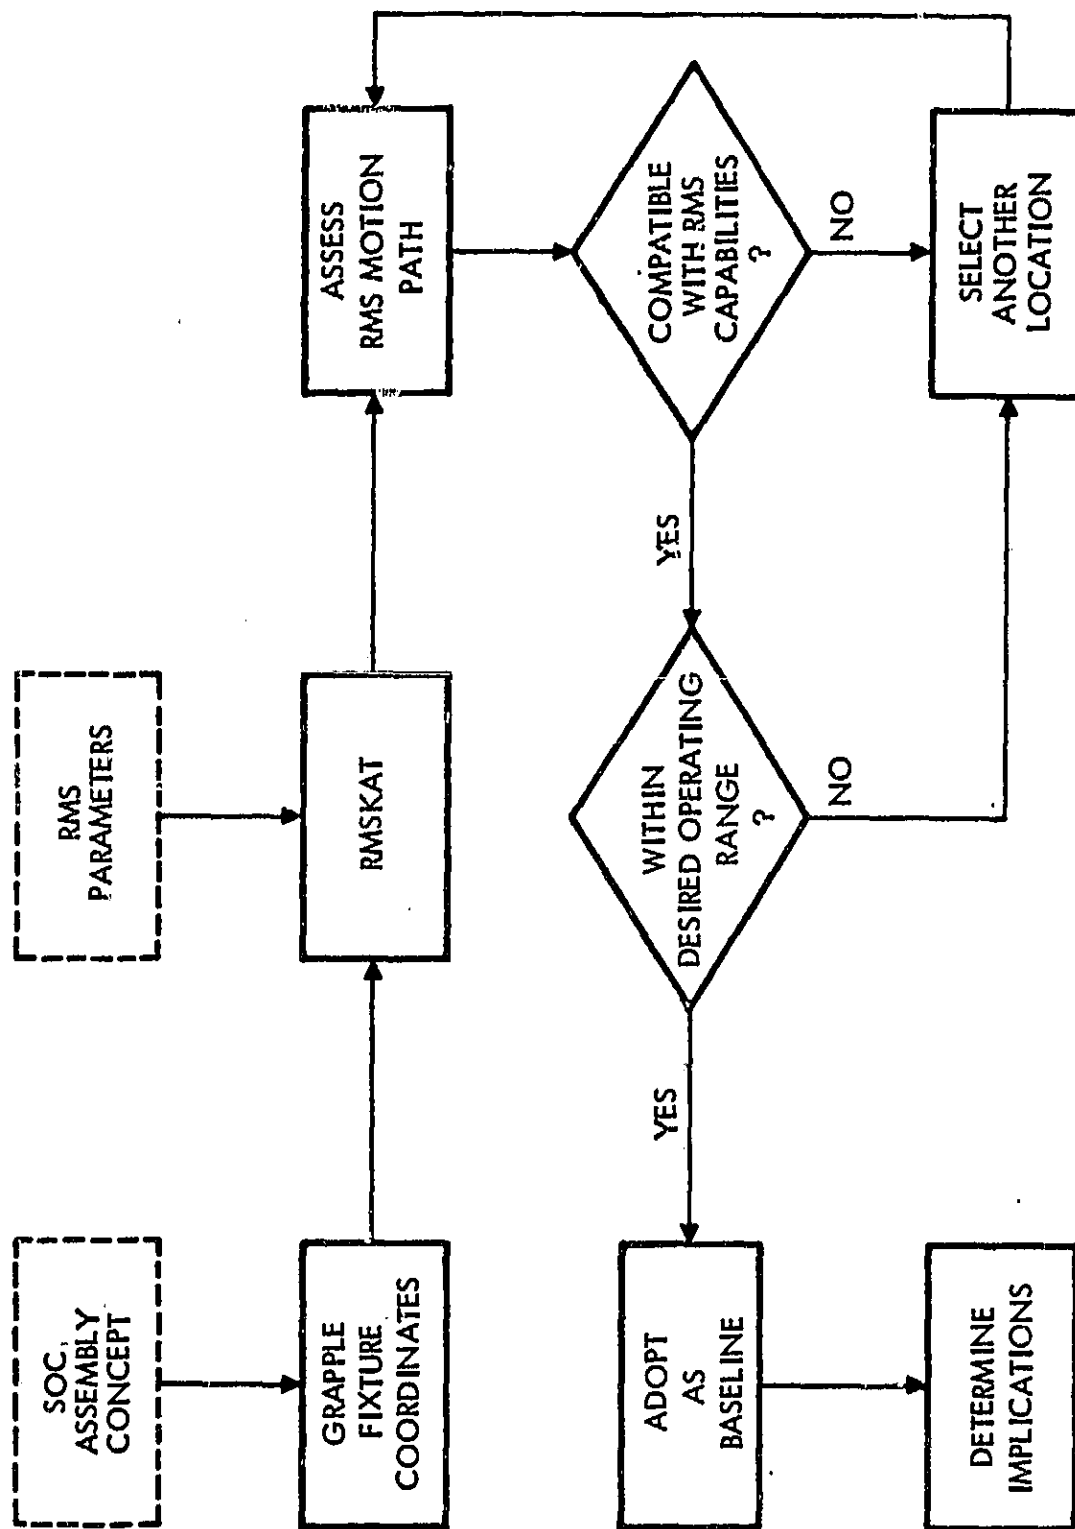 SOC,
ASSEMBLY
CONCEPT
RMS
PARAMETERS
GRAPPLE
FIXTURE
COORDINATES
RMSKAT
ASSESS
RMS MOTION
PATH
COMPATIBLE
WITH RMS
CAPABILITIES
?
YES
NO
WITHIN
DESIRED OPERATING
RANGE
?
YES
NO
ADOPT
AS
BASELINE
SELECT
ANOTHER
LOCATION
DETERMINE
IMPLICATIONS